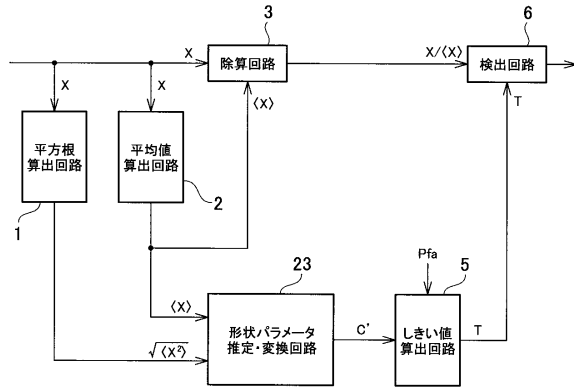 3
6
X
除算回路
X/⟨X⟩
検出回路
X
X
⟨X⟩
T
平方根
算出回路
平均値
算出回路
1
2
23
Pfa
5
⟨X⟩
形状パラメータ
推定・変換回路
C'
しきい値
算出回路
T
√⟨X²⟩